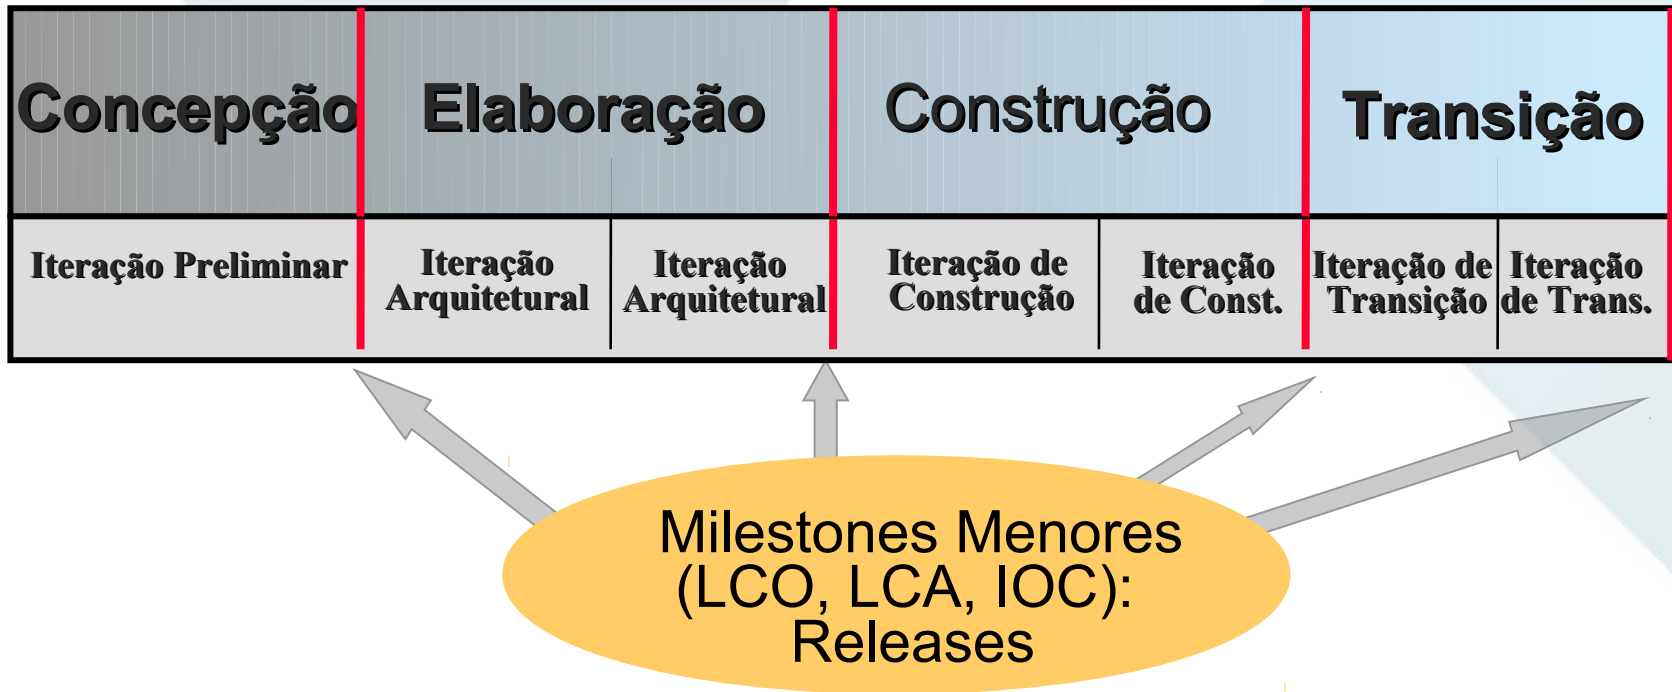 Concepção
Elaboração
Construção
Transição
Iteração Preliminar
Iteração
Arquitetural
Iteração
Arquitetural
Iteração de
Construção
Iteração
de Const.
Iteração de
Transição
Iteração
de Trans.
Milestones Menores
(LCO, LCA, IOC):
Releases